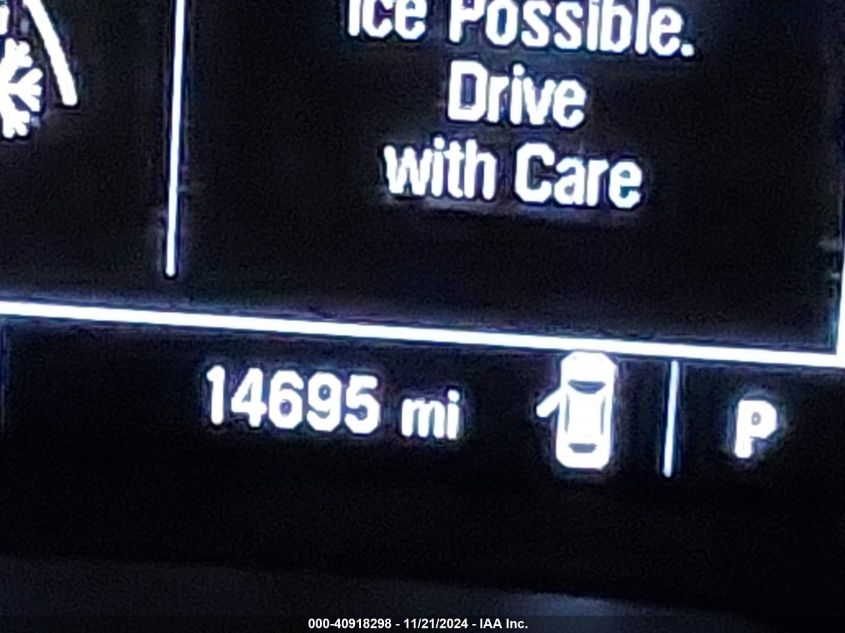 Ice Possible.
Drive
with Care
14695 mi
P
000-40918298 - 11/21/2024 - IAA Inc.